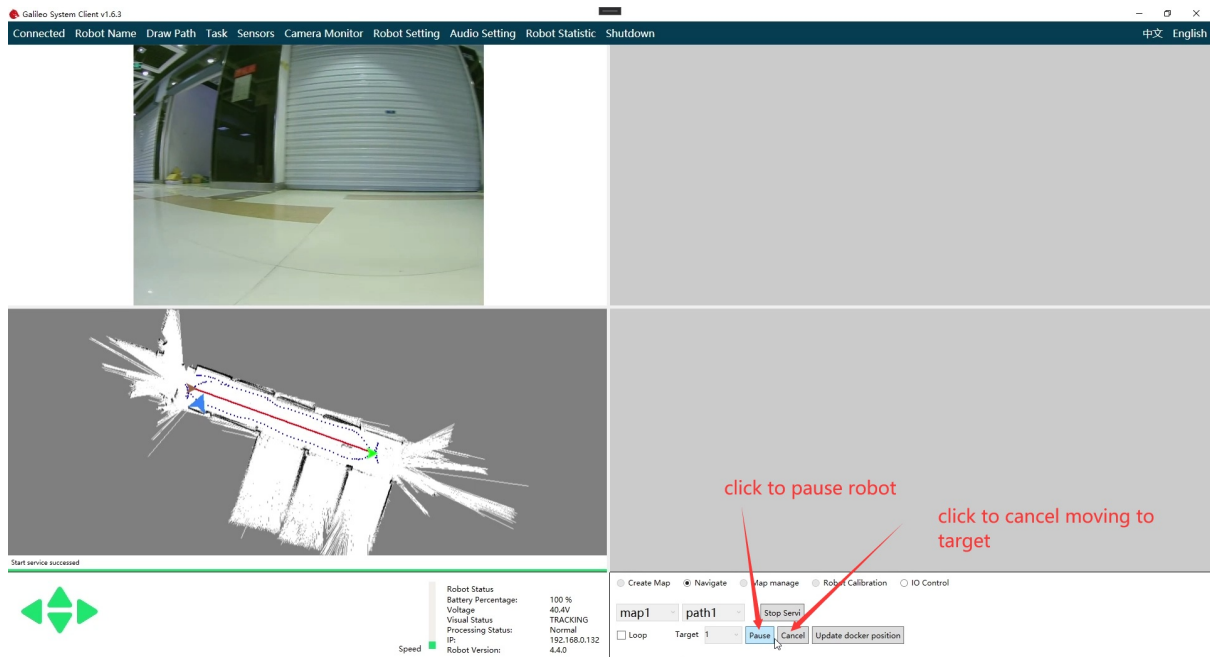 Galileo System Client v1.6.3
Connected Robot Name Draw Path Task Sensors Camera Monitor Robot Setting Audio Setting Robot Statistic Shutdown 中文 English
click to pause robot
click to cancel moving to
target
Start service successed
Create Map Navigate Map manage Robot Calibration IO Control
map1 path1 Stop Servi
Loop Target 1 Pause Cancel Update docker position
Robot Status
Battery Percentage: 100 %
Voltage 40.4V
Visual Status TRACKING
Processing Status: Normal
IP: 192.168.0.132
Speed Robot Version: 4.4.0